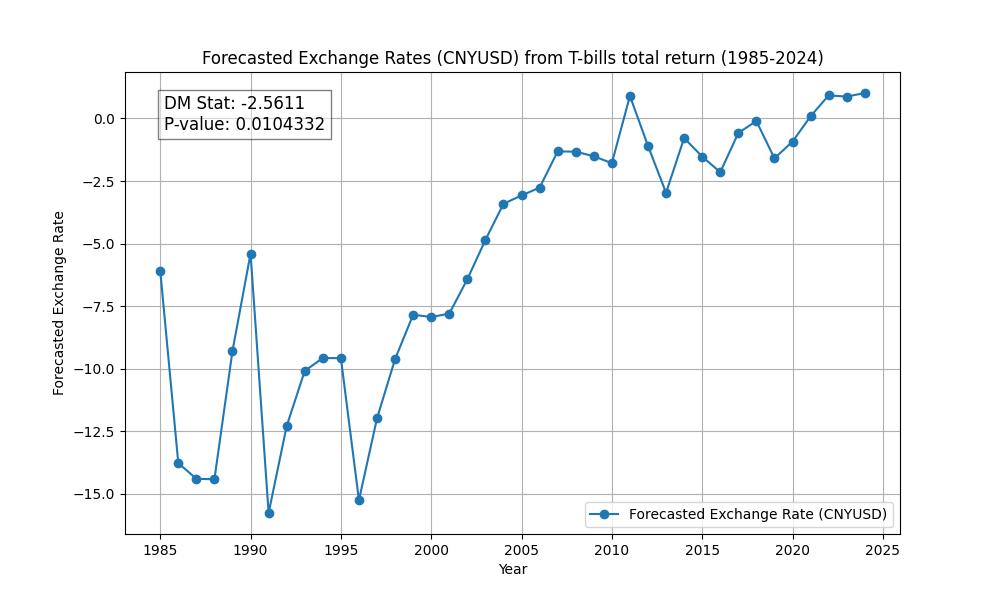 Forecasted Exchange Rates (CNYUSD) from T-bills total return (1985-2024)
DM Stat: -2.5611
P-value: 0.0104332
Forecasted Exchange Rate
0.0
−2.5
−5.0
−7.5
−10.0
−12.5
−15.0
Forecasted Exchange Rate (CNYUSD)
1985 1990 1995 2000 2005 2010 2015 2020 2025
Year